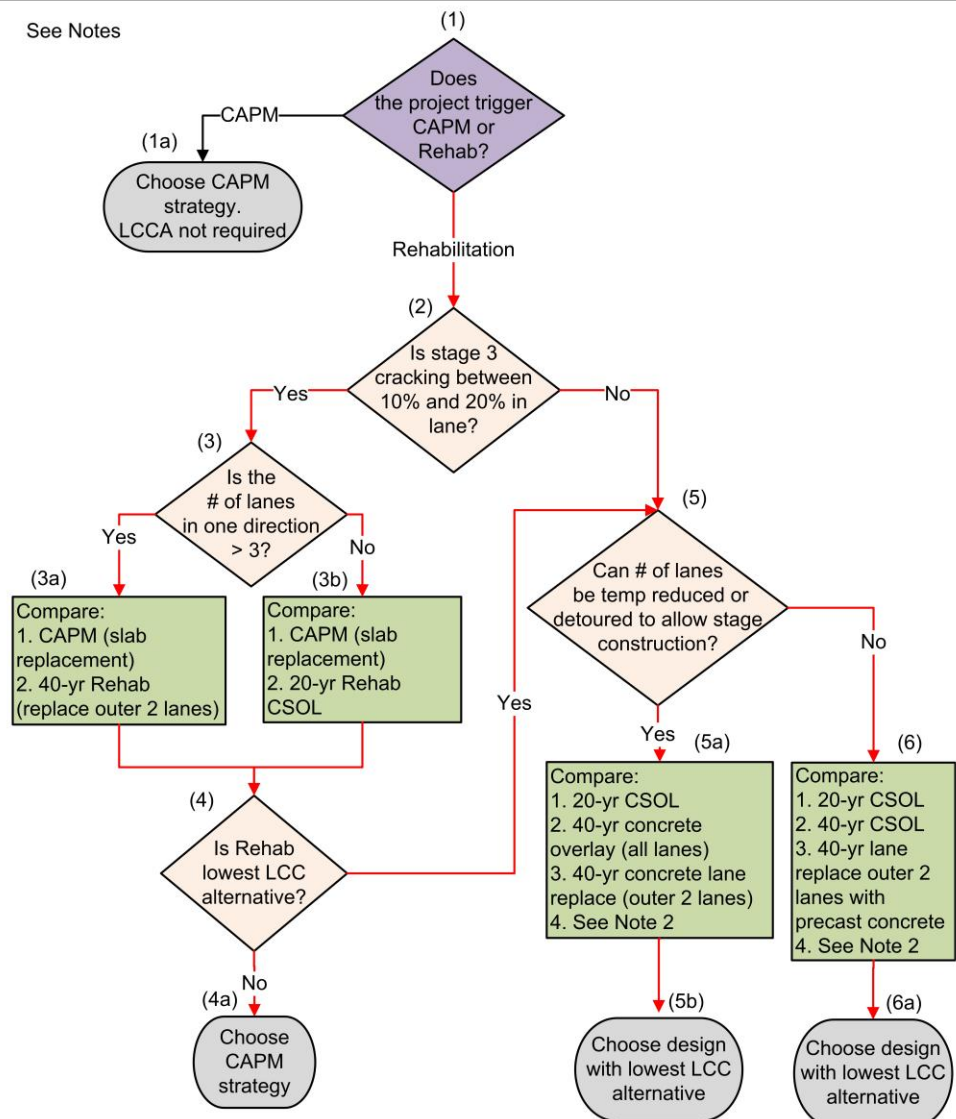 See Notes
(1)
Does
the project trigger
CAPM or
Rehab?
CAPM
(1a)
Choose CAPM
strategy.
LCCA not required
Rehabilitation
(2)
Is stage 3
cracking between
10% and 20% in
lane?
Yes
No
(3)
Is the
# of lanes
in one direction
> 3?
Yes
No
(3a)
Compare:
1. CAPM (slab
replacement)
2. 40-yr Rehab
(replace outer 2 lanes)
(3b)
Compare:
1. CAPM (slab
replacement)
2. 20-yr Rehab
CSOL
(4)
Is Rehab
lowest LCC
alternative?
Yes
No
(4a)
Choose
CAPM
strategy
(5)
Can # of lanes
be temp reduced or
detoured to allow stage
construction?
Yes
No
(5a)
Compare:
1. 20-yr CSOL
2. 40-yr concrete
overlay (all lanes)
3. 40-yr concrete lane
replace (outer 2 lanes)
4. See Note 2
(5b)
Choose design
with lowest LCC
alternative
(6)
Compare:
1. 20-yr CSOL
2. 40-yr CSOL
3. 40-yr lane
replace outer 2
lanes with
precast concrete
4. See Note 2
(6a)
Choose design
with lowest LCC
alternative